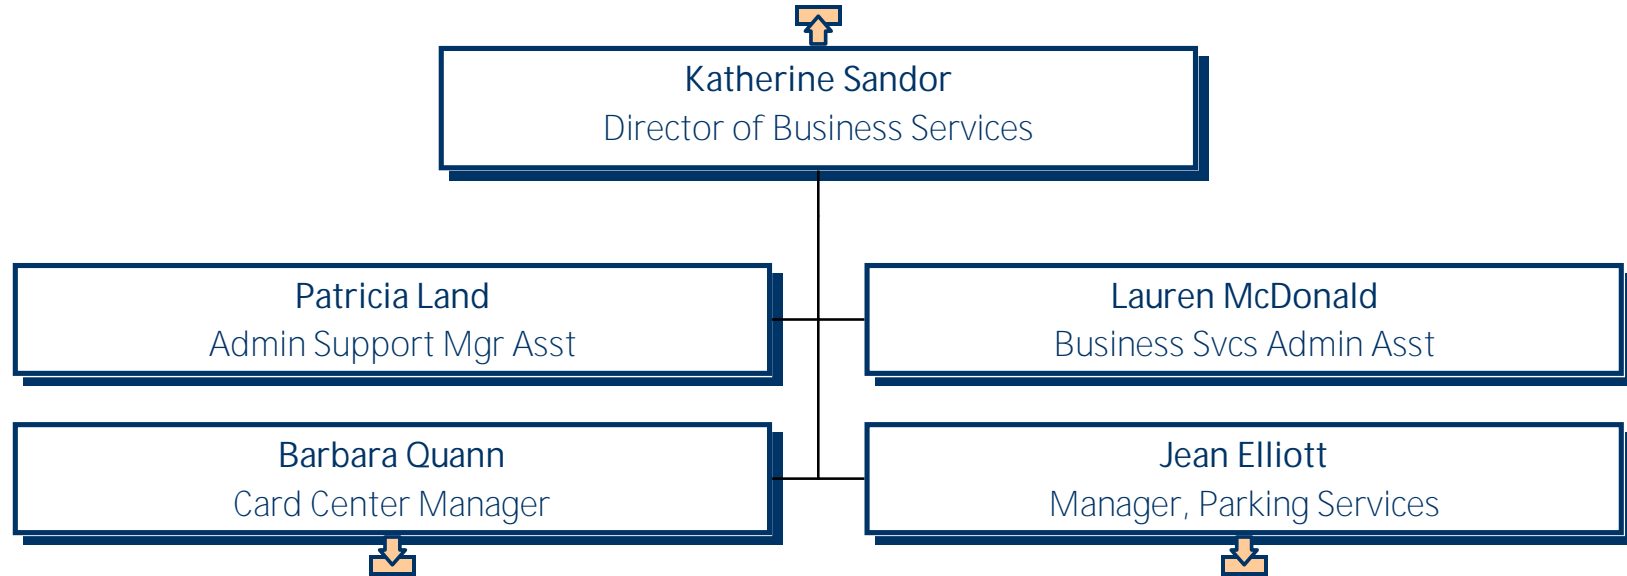 Katherine Sandor
Director of Business Services
Patricia Land
Admin Support Mgr Asst
Lauren McDonald
Business Svcs Admin Asst
Barbara Quann
Card Center Manager
Jean Elliott
Manager, Parking Services